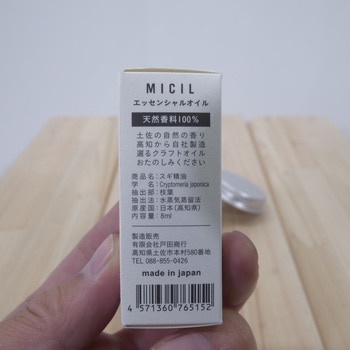 MICIL
エッセンシャルオイル
天然香料100%
土佐の自然の香り
高知から自社製造
還るクラフトオイル
おたのしみください
商品名：スギ精油
学　名：Cryptomeria japonica
抽出部：枝葉
抽出法：水蒸気蒸留法
原産国：日本（高知県）
内容量：8ml
製造販売
有限会社戸田商行
高知県土佐市本村580番地
TEL 088-855-0426
made in japan
4 571360 765152